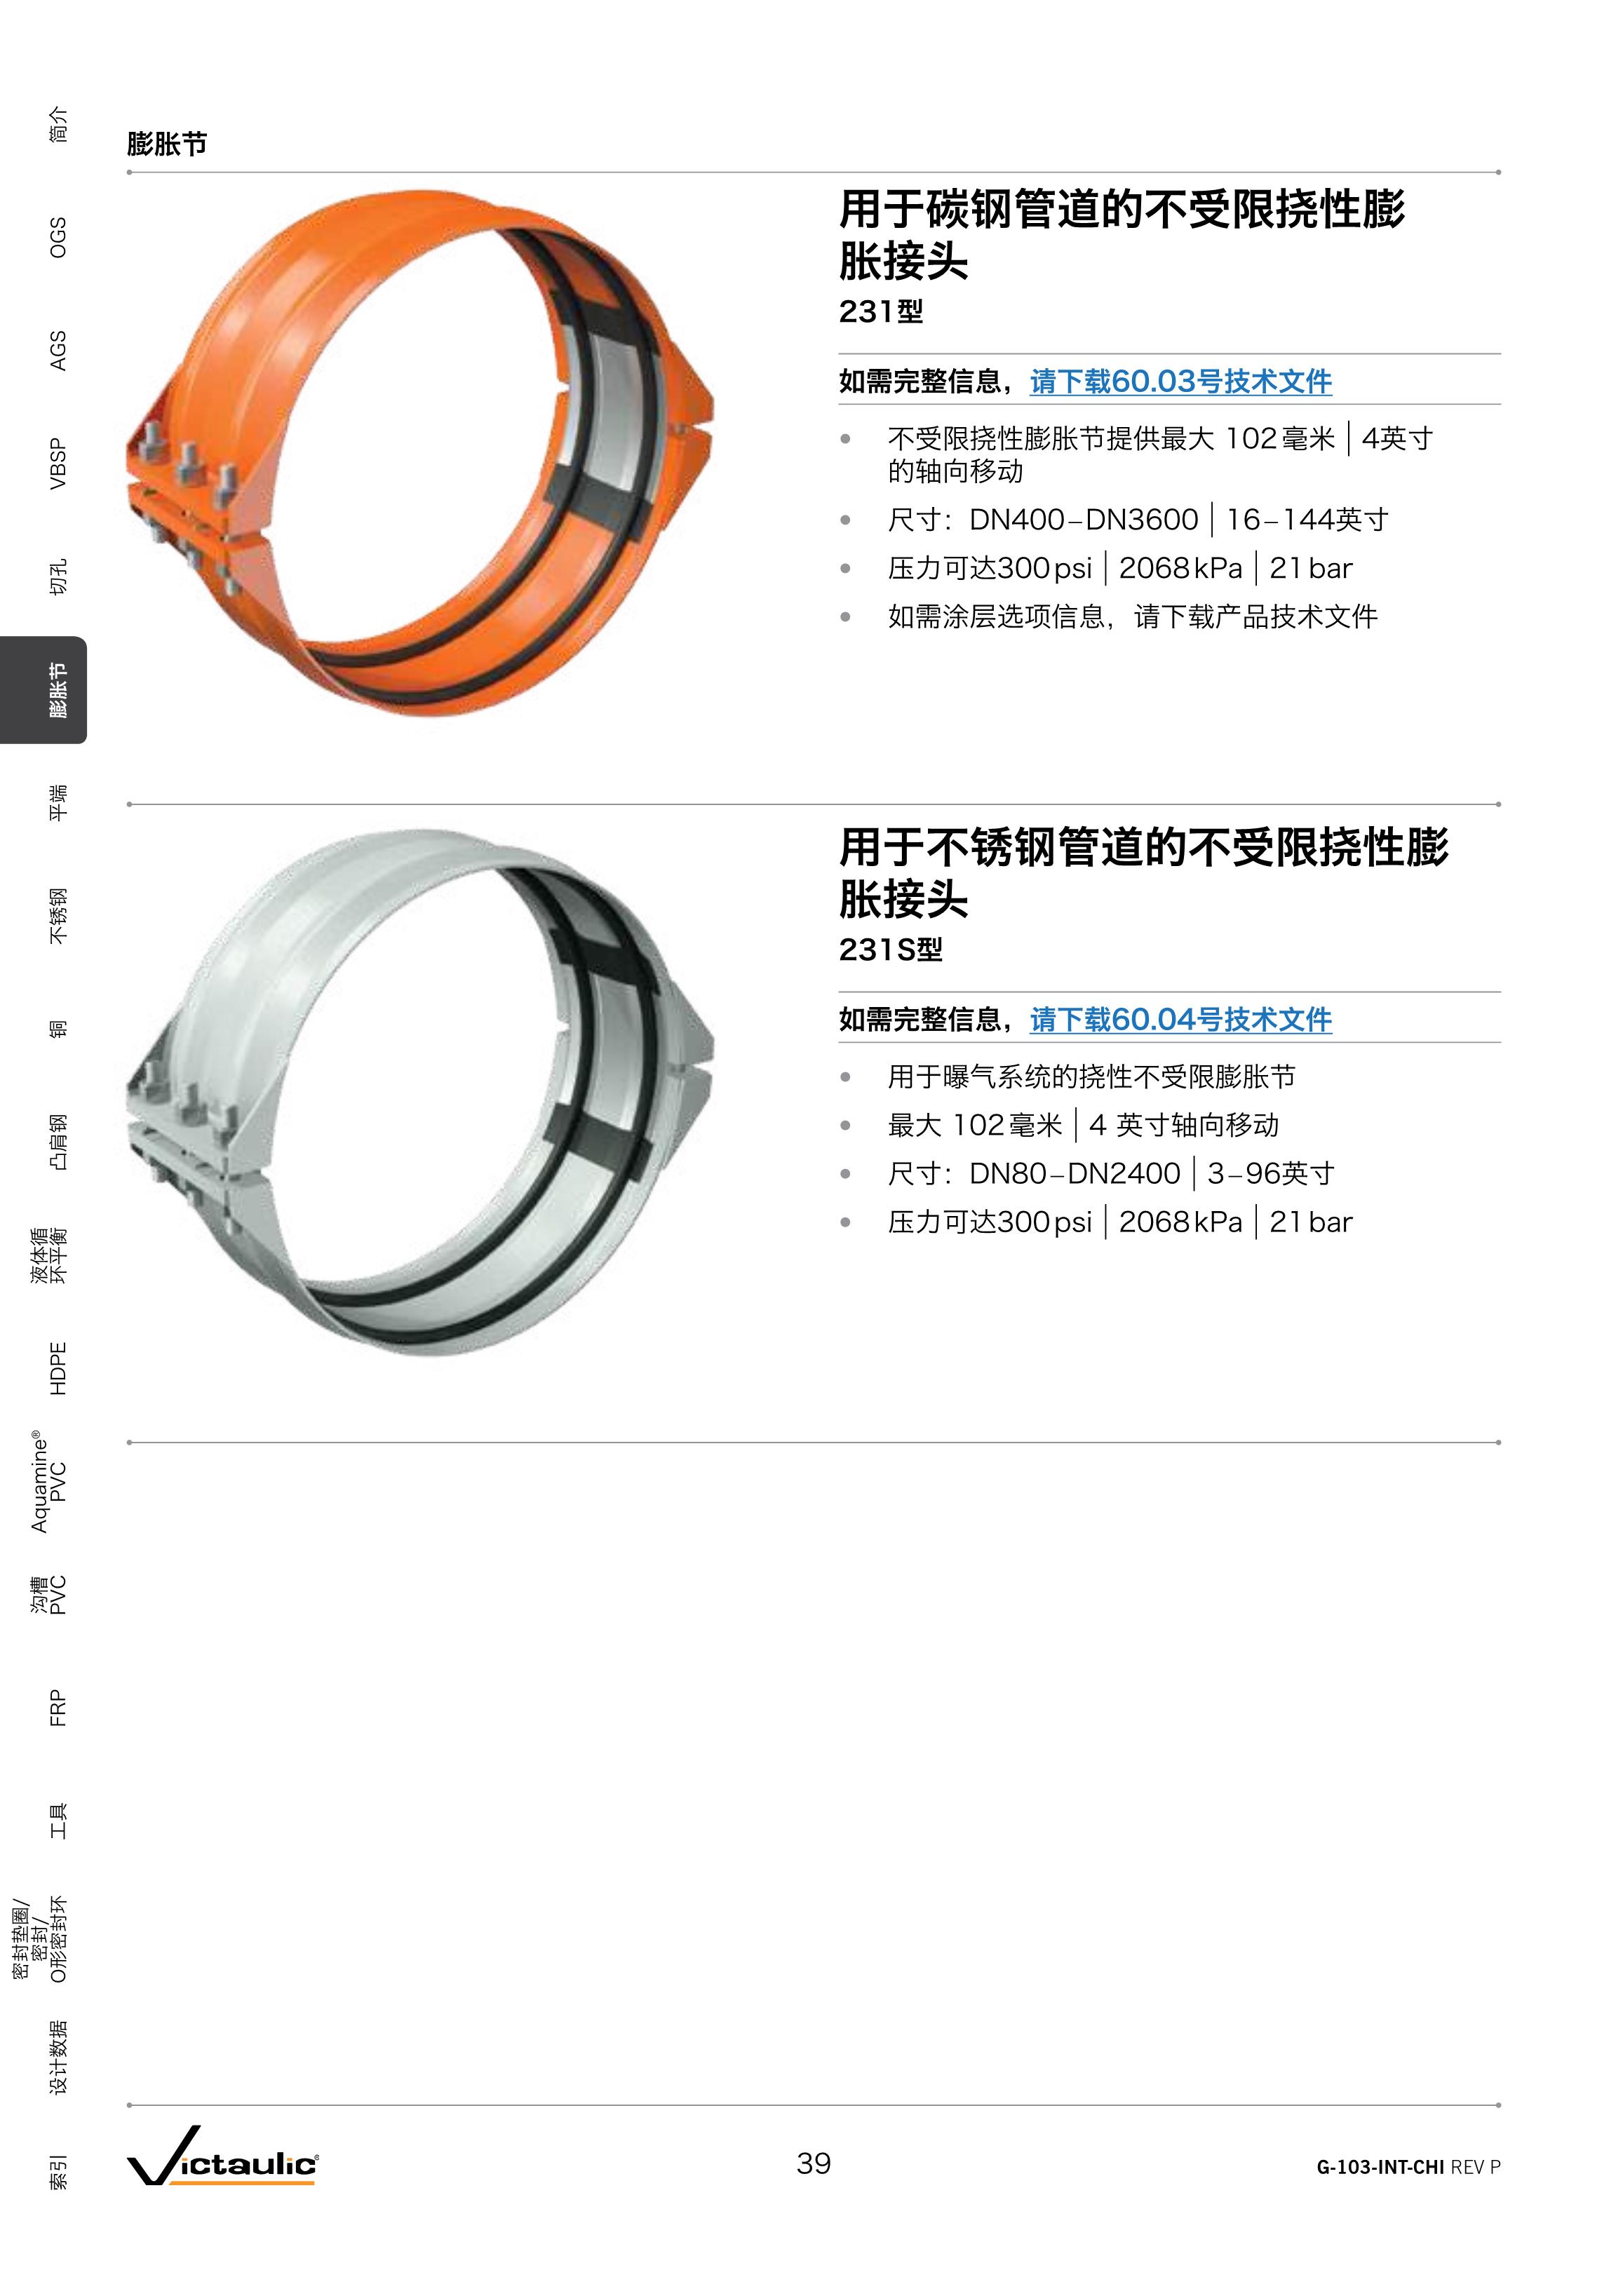 膨胀节
用于碳钢管道的不受限挠性膨
胀接头
231型
如需完整信息，请下载60.03号技术文件
不受限挠性膨胀节提供最大 102毫米 | 4英寸
的轴向移动
尺寸：DN400–DN3600 | 16–144英寸
压力可达300psi | 2068kPa | 21bar
如需涂层选项信息，请下载产品技术文件
用于不锈钢管道的不受限挠性膨
胀接头
231S型
如需完整信息，请下载60.04号技术文件
用于曝气系统的挠性不受限膨胀节
最大 102毫米 | 4 英寸轴向移动
尺寸：DN80–DN2400 | 3–96英寸
压力可达300psi | 2068kPa | 21bar
简介
OGS
AGS
VBSP
切孔
膨胀节
平端
不锈钢
铜
凸肩钢
液体循
环平衡
HDPE
Aquamine®
PVC
沟槽
PVC
FRP
工具
密封垫圈/
密封/
O形密封环
设计数据
索引
Victaulic®
39
G-103-INT-CHI REV P